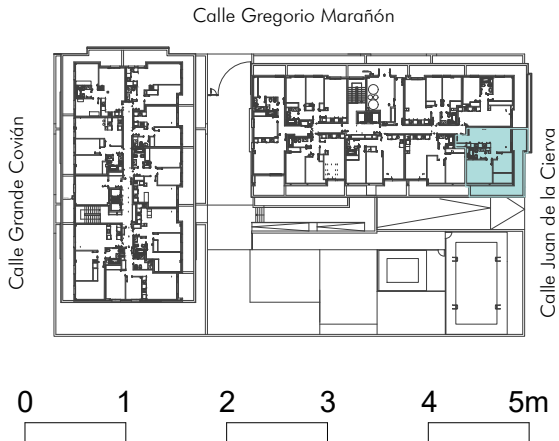 Calle Gregorio Marañón
Calle Grande Covián
Calle Juan de la Cierva
0 1 2 3 4 5m